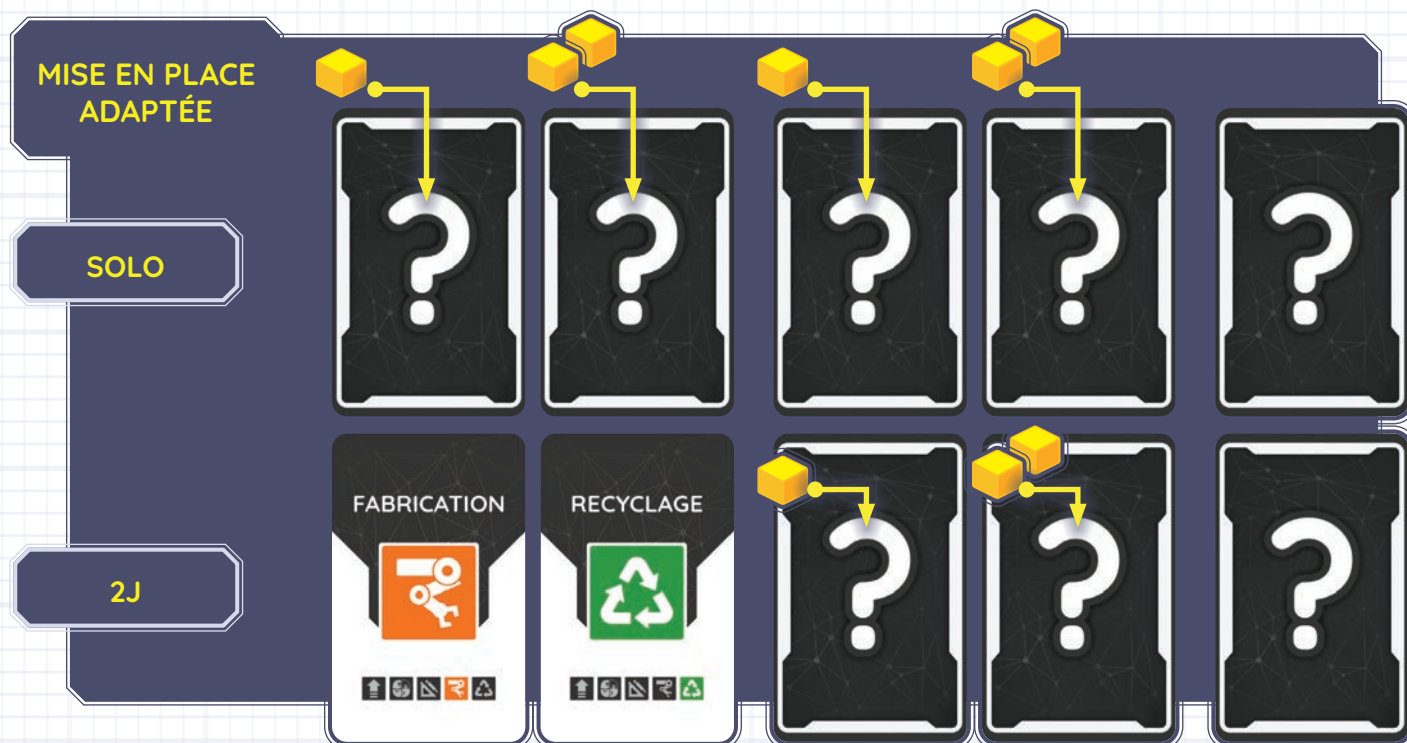 MISE EN PLACE
ADAPTÉE
SOLO
?
?
?
?
?
2J
FABRICATION
RECYCLAGE
?
?
?